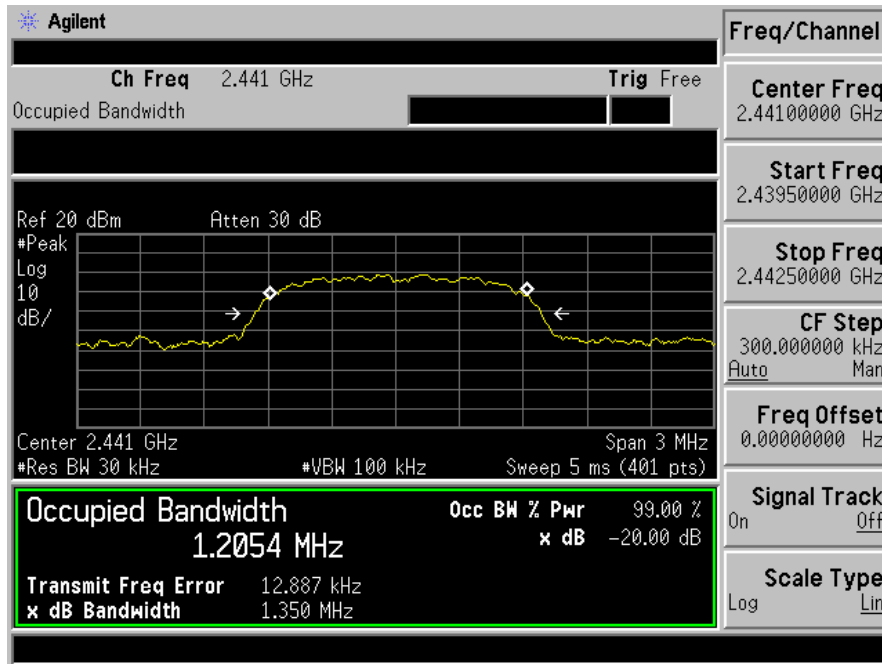 Agilent
Freq/Channel
Ch Freq 2.441 GHz Trig Free
Occupied Bandwidth
Center Freq
2.44100000 GHz
Start Freq
2.43950000 GHz
Ref 20 dBm Atten 30 dB
#Peak
Log
10
dB/
Stop Freq
2.44250000 GHz
CF Step
300.000000 kHz
Auto Man
Freq Offset
0.00000000 Hz
Center 2.441 GHz Span 3 MHz
#Res BW 30 kHz #VBW 100 kHz Sweep 5 ms (401 pts)
Occupied Bandwidth
1.2054 MHz
Occ BW % Pwr 99.00 %
x dB -20.00 dB
Transmit Freq Error 12.887 kHz
x dB Bandwidth 1.350 MHz
Signal Track
On Off
Scale Type
Log Lin